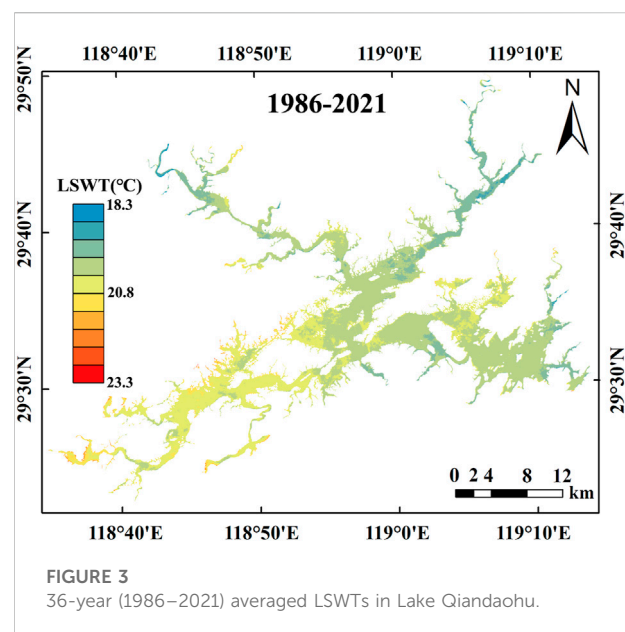 118°40'E 118°50'E 119°0'E 119°10'E
29°50'N
1986-2021
N
LSWT(°C)
18.3
20.8
23.3
29°40'N
29°40'N
29°30'N
29°30'N
0 2 4 8 12
km
118°40'E 118°50'E 119°0'E 119°10'E
FIGURE 3
36-year (1986–2021) averaged LSWTs in Lake Qiandaohu.